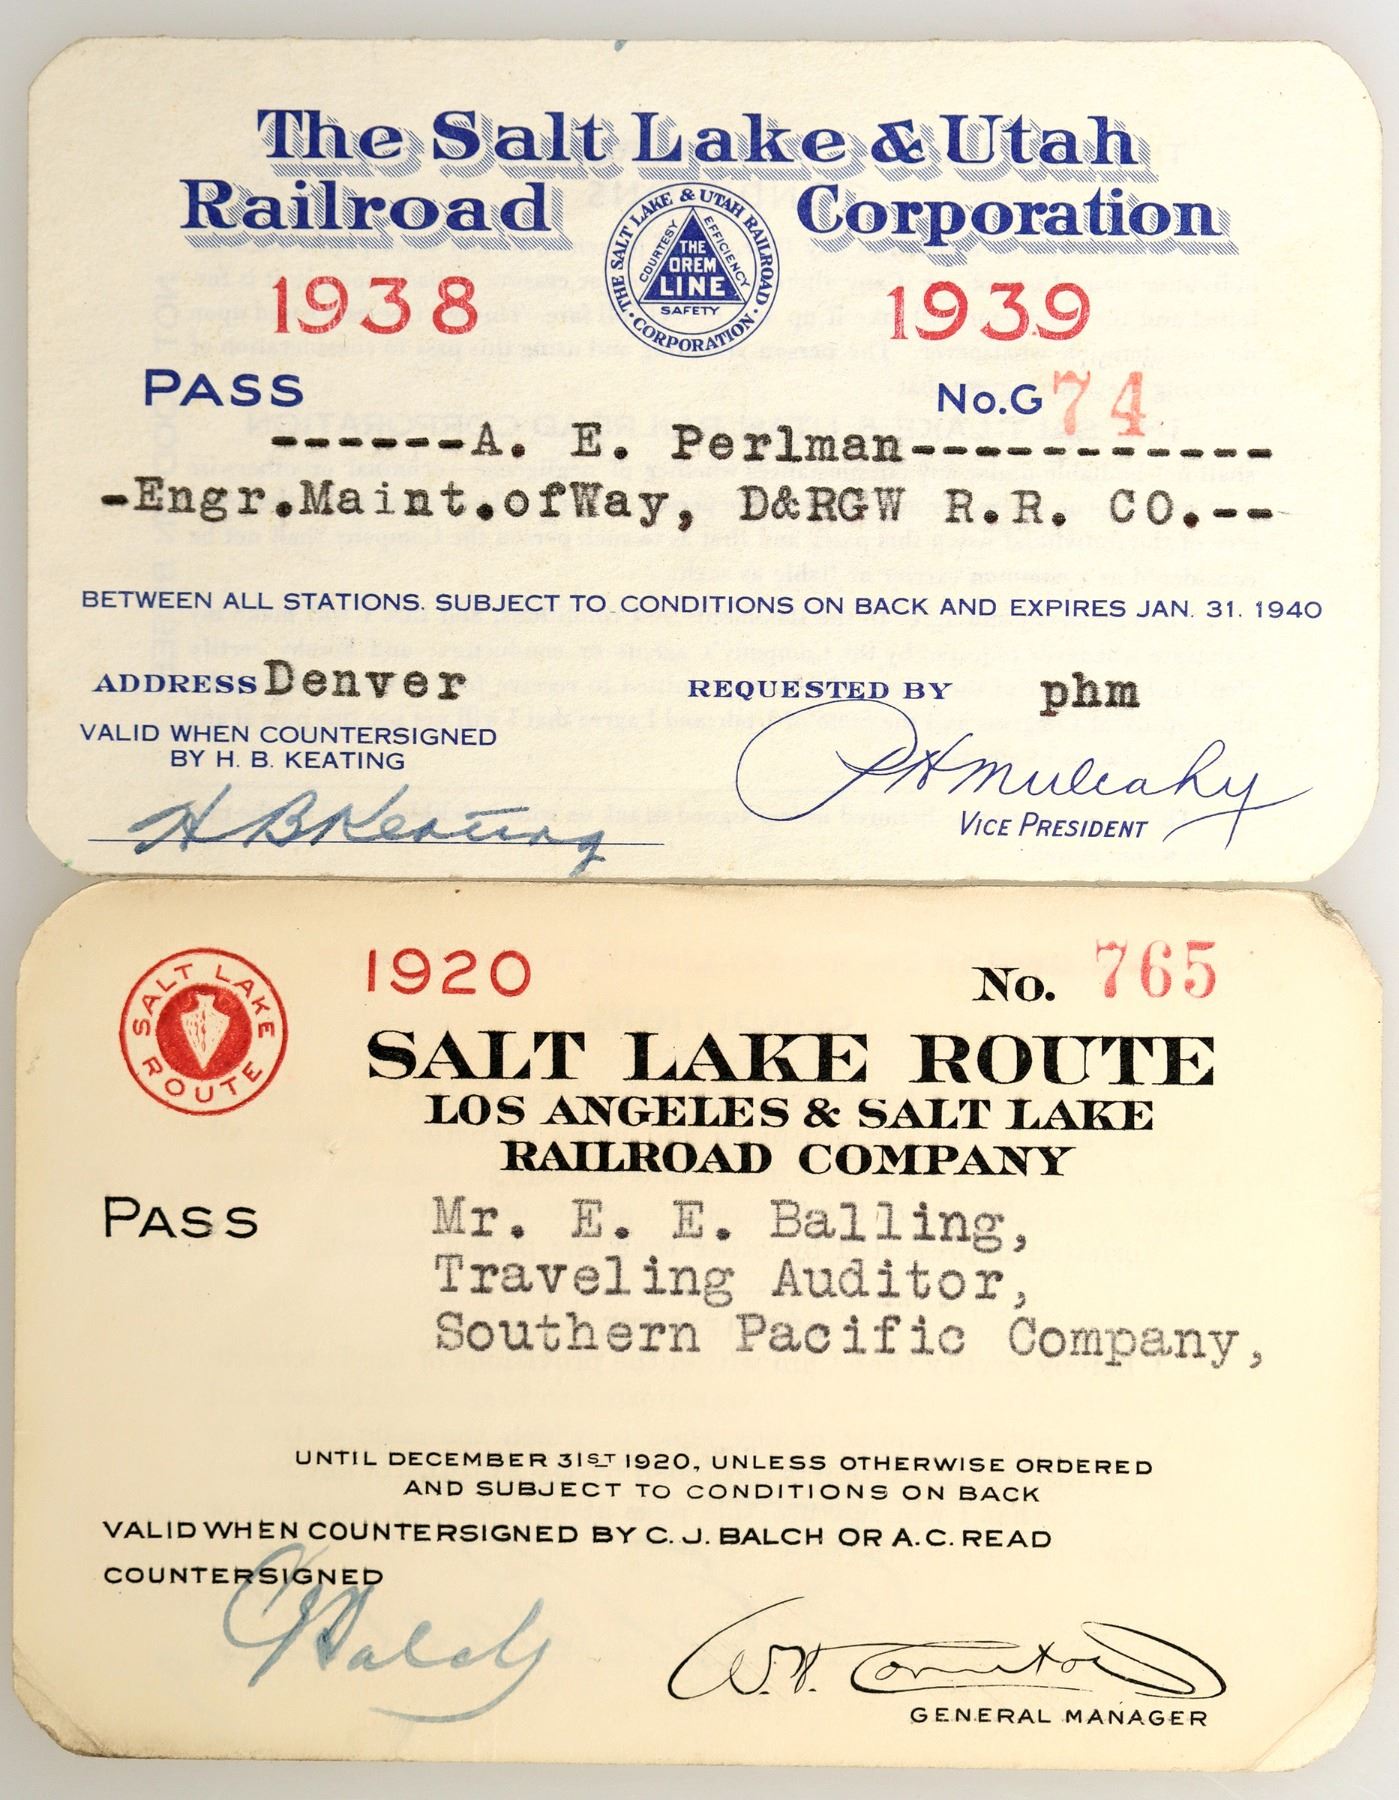 The Salt Lake & Utah
Railroad Corporation
THE SALT LAKE & UTAH RAILROAD
CORPORATION
COURTESY EFFICIENCY
THE
OREM
LINE
SAFETY
1938 1939
PASS No. G 74
------A. E. Perlman-----------
-Engr.Maint.ofWay, D&RGW R.R. CO.--
BETWEEN ALL STATIONS. SUBJECT TO CONDITIONS ON BACK AND EXPIRES JAN. 31. 1940
ADDRESS Denver REQUESTED BY phm
VALID WHEN COUNTERSIGNED
BY H. B. KEATING
H B Keating
P H Mulcahy
VICE PRESIDENT
SALT LAKE
ROUTE
1920 No. 765
SALT LAKE ROUTE
LOS ANGELES & SALT LAKE
RAILROAD COMPANY
PASS Mr. E. E. Balling,
Traveling Auditor,
Southern Pacific Company,
UNTIL DECEMBER 31ST 1920, UNLESS OTHERWISE ORDERED
AND SUBJECT TO CONDITIONS ON BACK
VALID WHEN COUNTERSIGNED BY C. J. BALCH OR A. C. READ
COUNTERSIGNED
C J Balch
GENERAL MANAGER